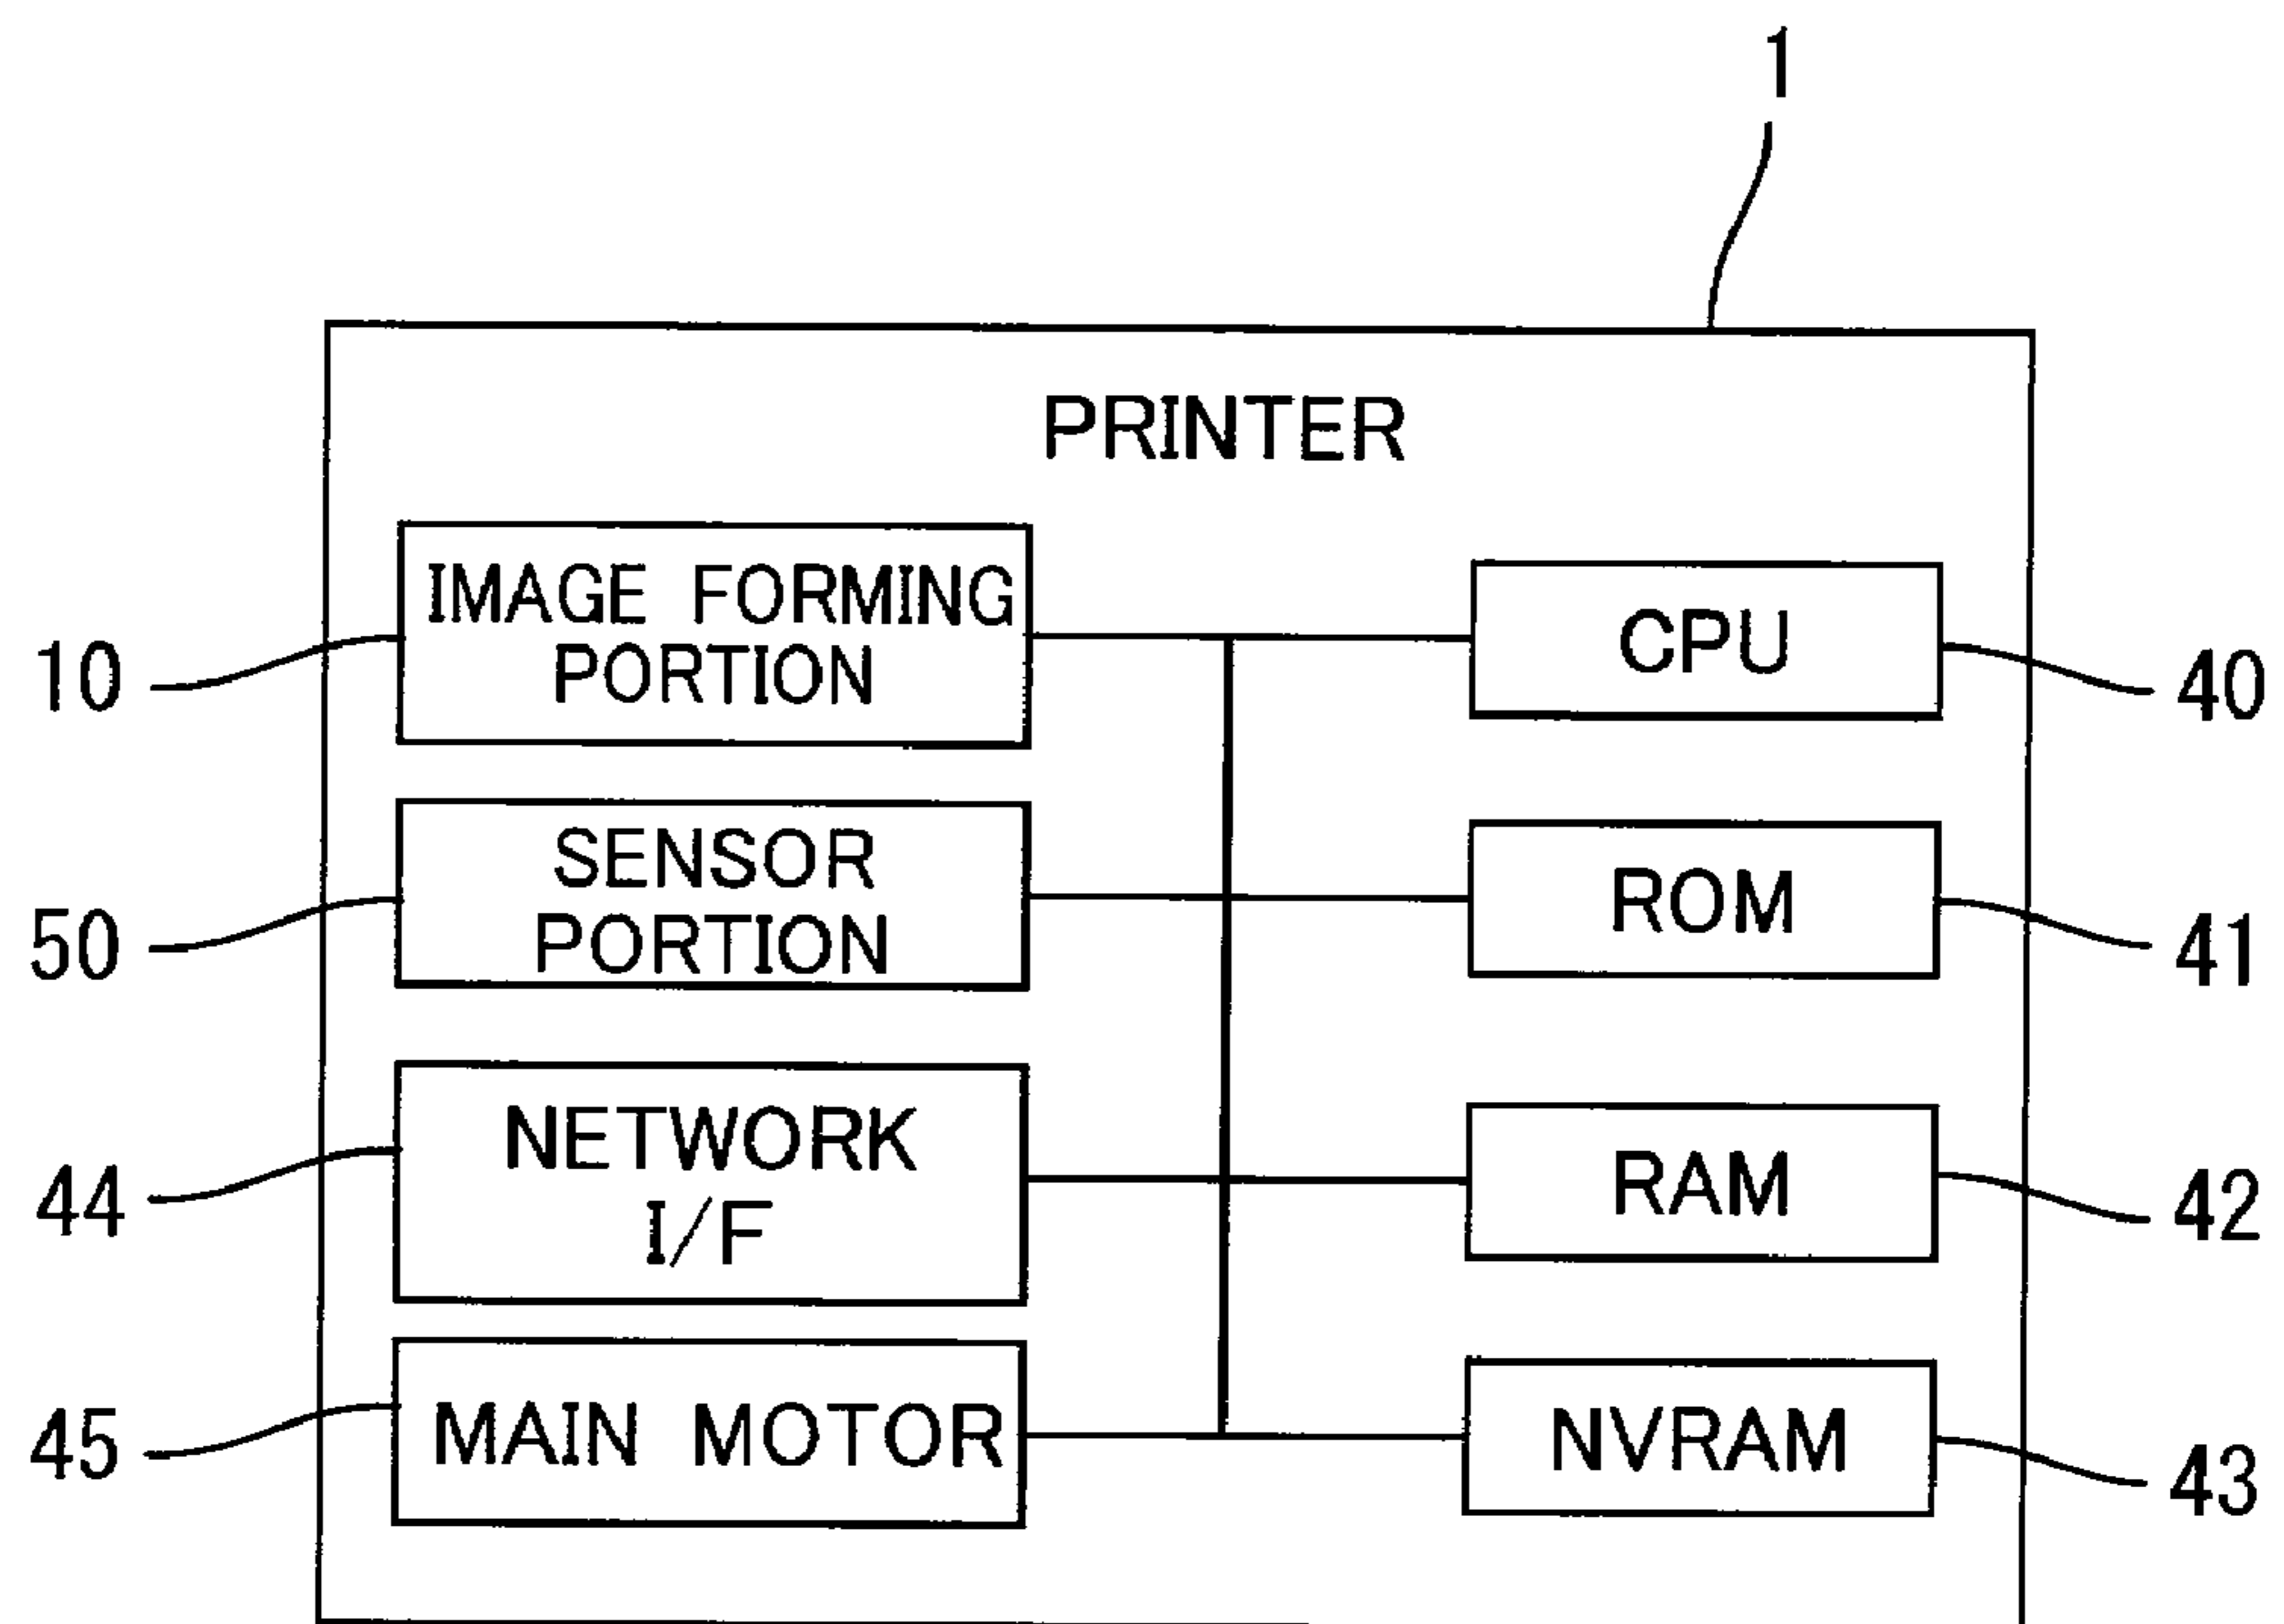 1
PRINTER
IMAGE FORMING
PORTION
10
CPU
40
SENSOR
PORTION
50
ROM
41
NETWORK
I/F
44
RAM
42
MAIN MOTOR
45
NVRAM
43